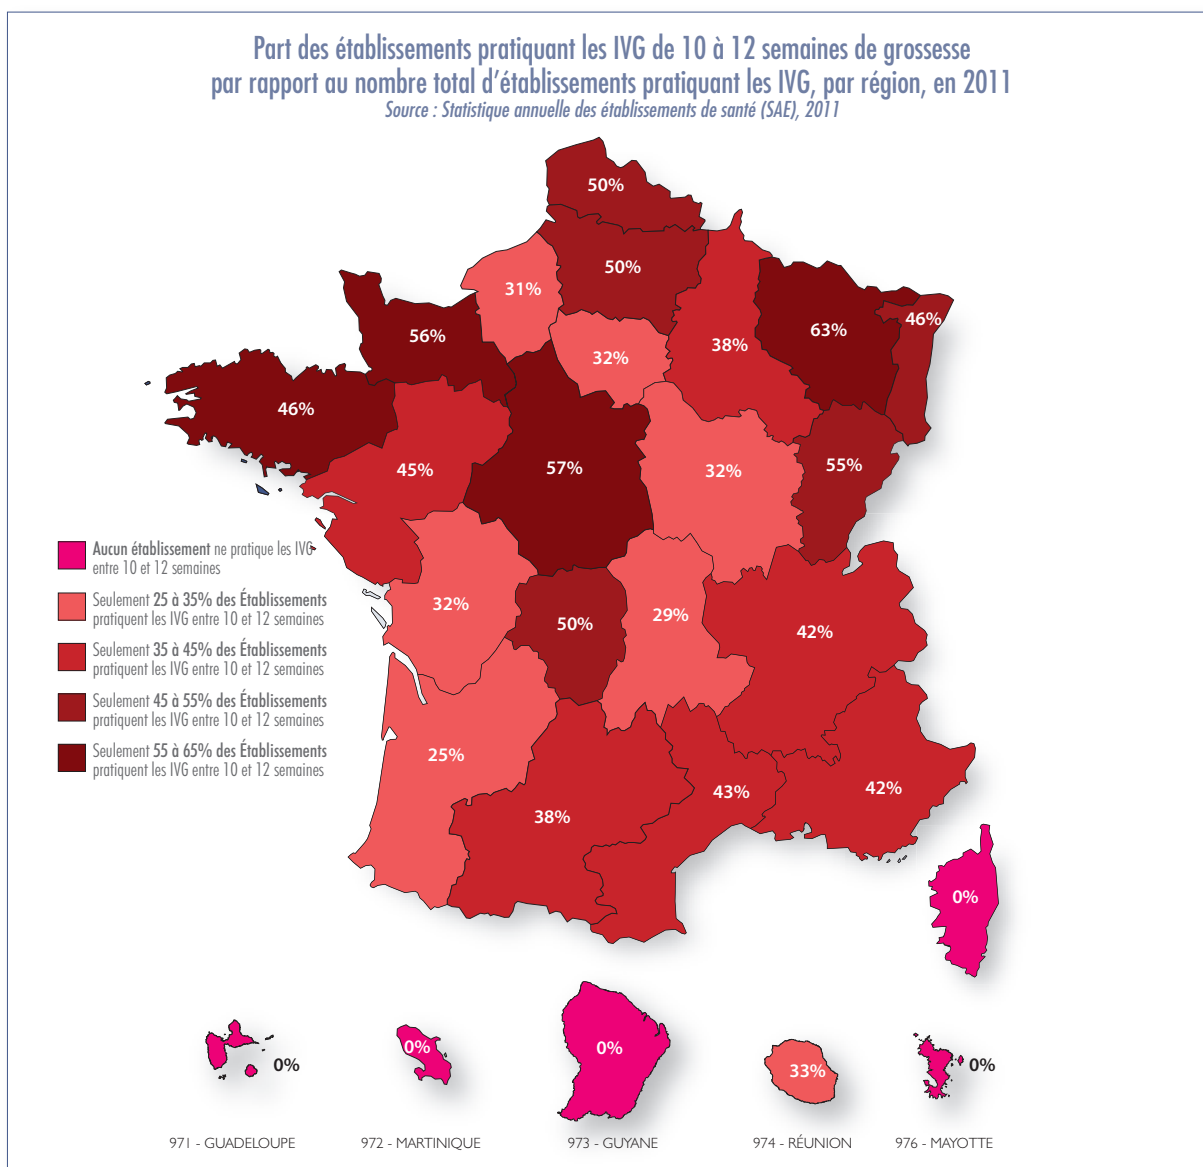 Part des établissements pratiquant les IVG de 10 à 12 semaines de grossesse
par rapport au nombre total d'établissements pratiquant les IVG, par région, en 2011
Source : Statistique annuelle des établissements de santé (SAE), 2011
50%
50%
31%
56%
32%
38%
63%
46%
46%
45%
57%
32%
55%
Aucun établissement ne pratique les IVG
entre 10 et 12 semaines
Seulement 25 à 35% des Établissements
pratiquent les IVG entre 10 et 12 semaines
Seulement 35 à 45% des Établissements
pratiquent les IVG entre 10 et 12 semaines
Seulement 45 à 55% des Établissements
pratiquent les IVG entre 10 et 12 semaines
Seulement 55 à 65% des Établissements
pratiquent les IVG entre 10 et 12 semaines
32%
50%
29%
42%
25%
38%
43%
42%
0%
0%
0%
0%
33%
0%
971 - GUADELOUPE
972 - MARTINIQUE
973 - GUYANE
974 - RÉUNION
976 - MAYOTTE